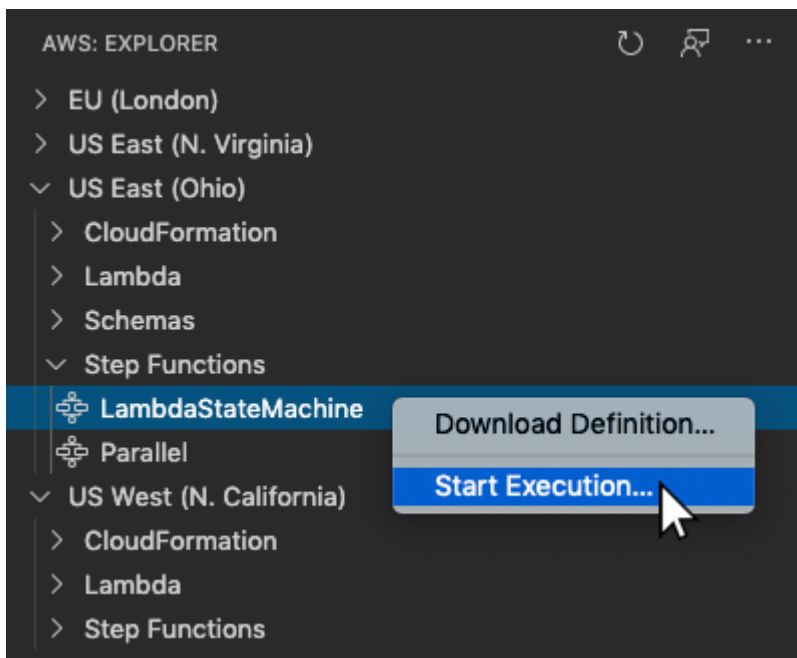 AWS: EXPLORER
EU (London)
US East (N. Virginia)
US East (Ohio)
CloudFormation
Lambda
Schemas
Step Functions
LambdaStateMachine
Download Definition...
Parallel
Start Execution...
US West (N. California)
CloudFormation
Lambda
Step Functions